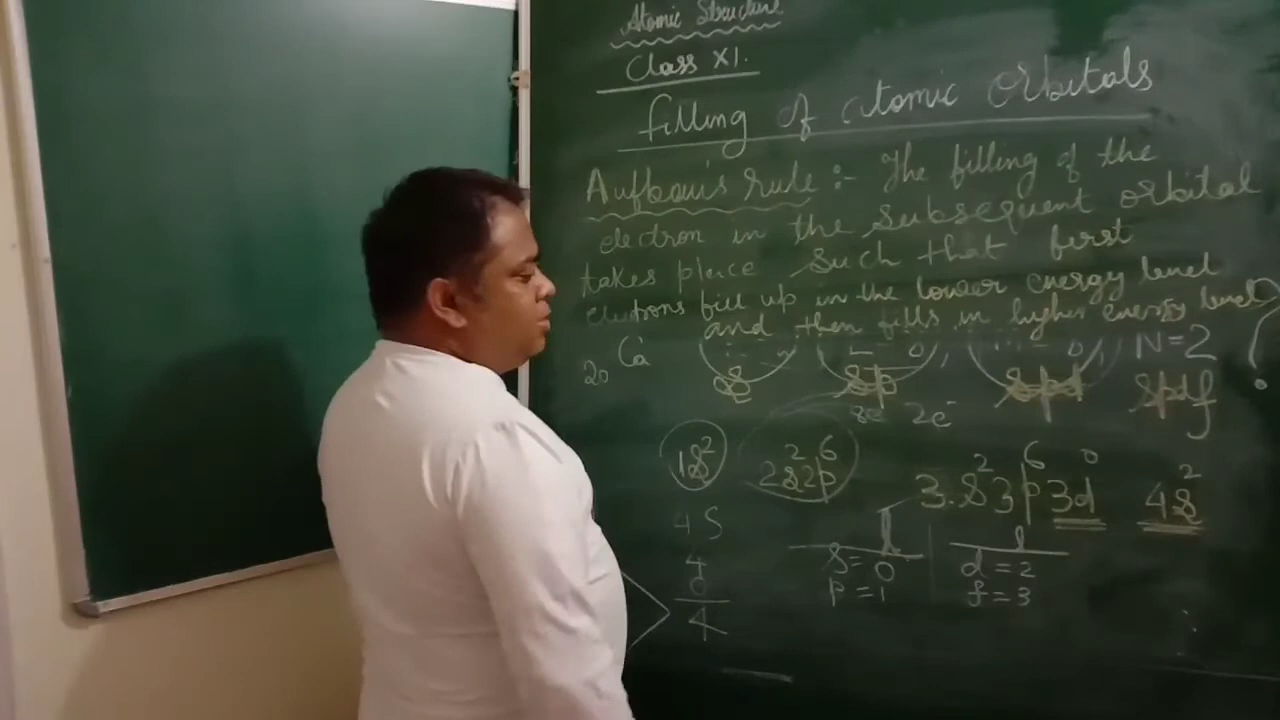 Atomic Structure
Class XI.
filling of atomic orbitals
Aufbau's rule :- The filling of the
electron in the subsequent orbital
takes place such that first
electrons fill up in the lower energy level
and then fills in higher energy level
20 Ca N=2 ?
s sp spd spdf
8e 2e-
1s2 2s2 2p6 3s2 3p6 3d0 4s2
4S
l l
s=0 d=2
4
p=1 f=3
0
4